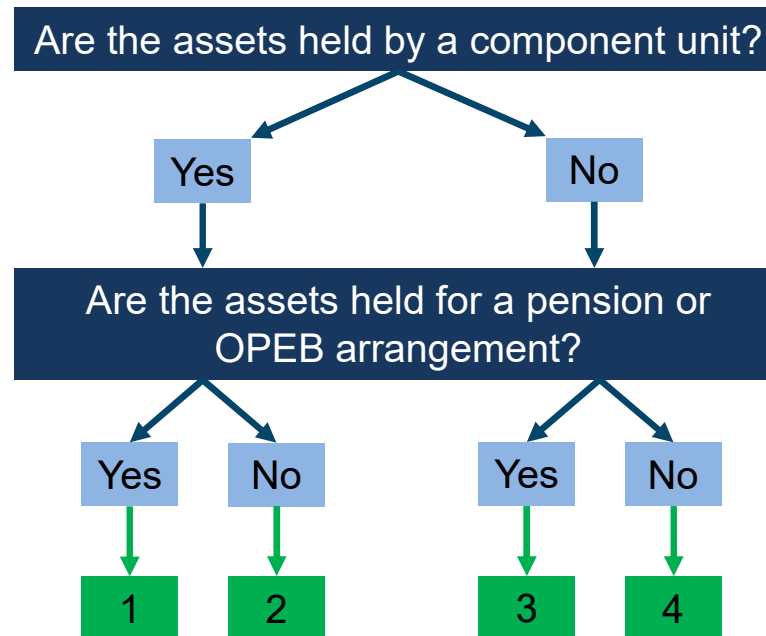 Are the assets held by a component unit?
Yes
No
Are the assets held for a pension or
OPEB arrangement?
Yes
No
Yes
No
1
2
3
4